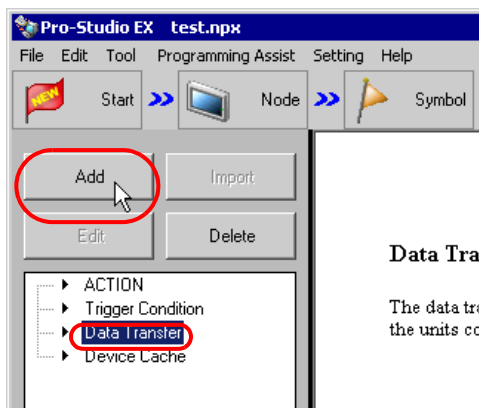 Pro-Studio EX test.npx
File Edit Tool Programming Assist Setting Help
NEW Start Node Symbol
Add Import
Edit Delete
ACTION
Trigger Condition
Data Transfer
Device Cache
Data Tra
The data tra
the units co